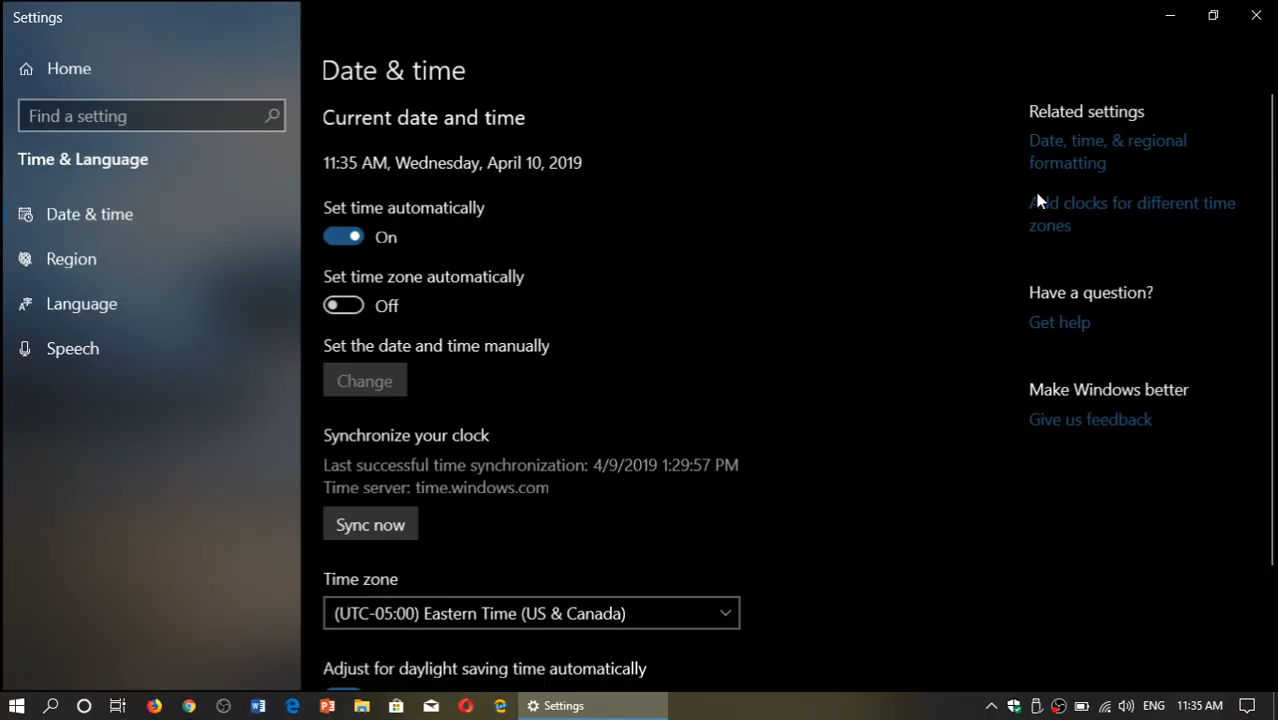 Settings
Home
Find a setting
Time & Language
Date & time
Region
Language
Speech
Date & time
Current date and time
11:35 AM, Wednesday, April 10, 2019
Set time automatically
On
Set time zone automatically
Off
Set the date and time manually
Change
Synchronize your clock
Last successful time synchronization: 4/9/2019 1:29:57 PM
Time server: time.windows.com
Sync now
Time zone
(UTC-05:00) Eastern Time (US & Canada)
Adjust for daylight saving time automatically
Related settings
Date, time, & regional
formatting
Add clocks for different time
zones
Have a question?
Get help
Make Windows better
Give us feedback
Settings
ENG
11:35 AM